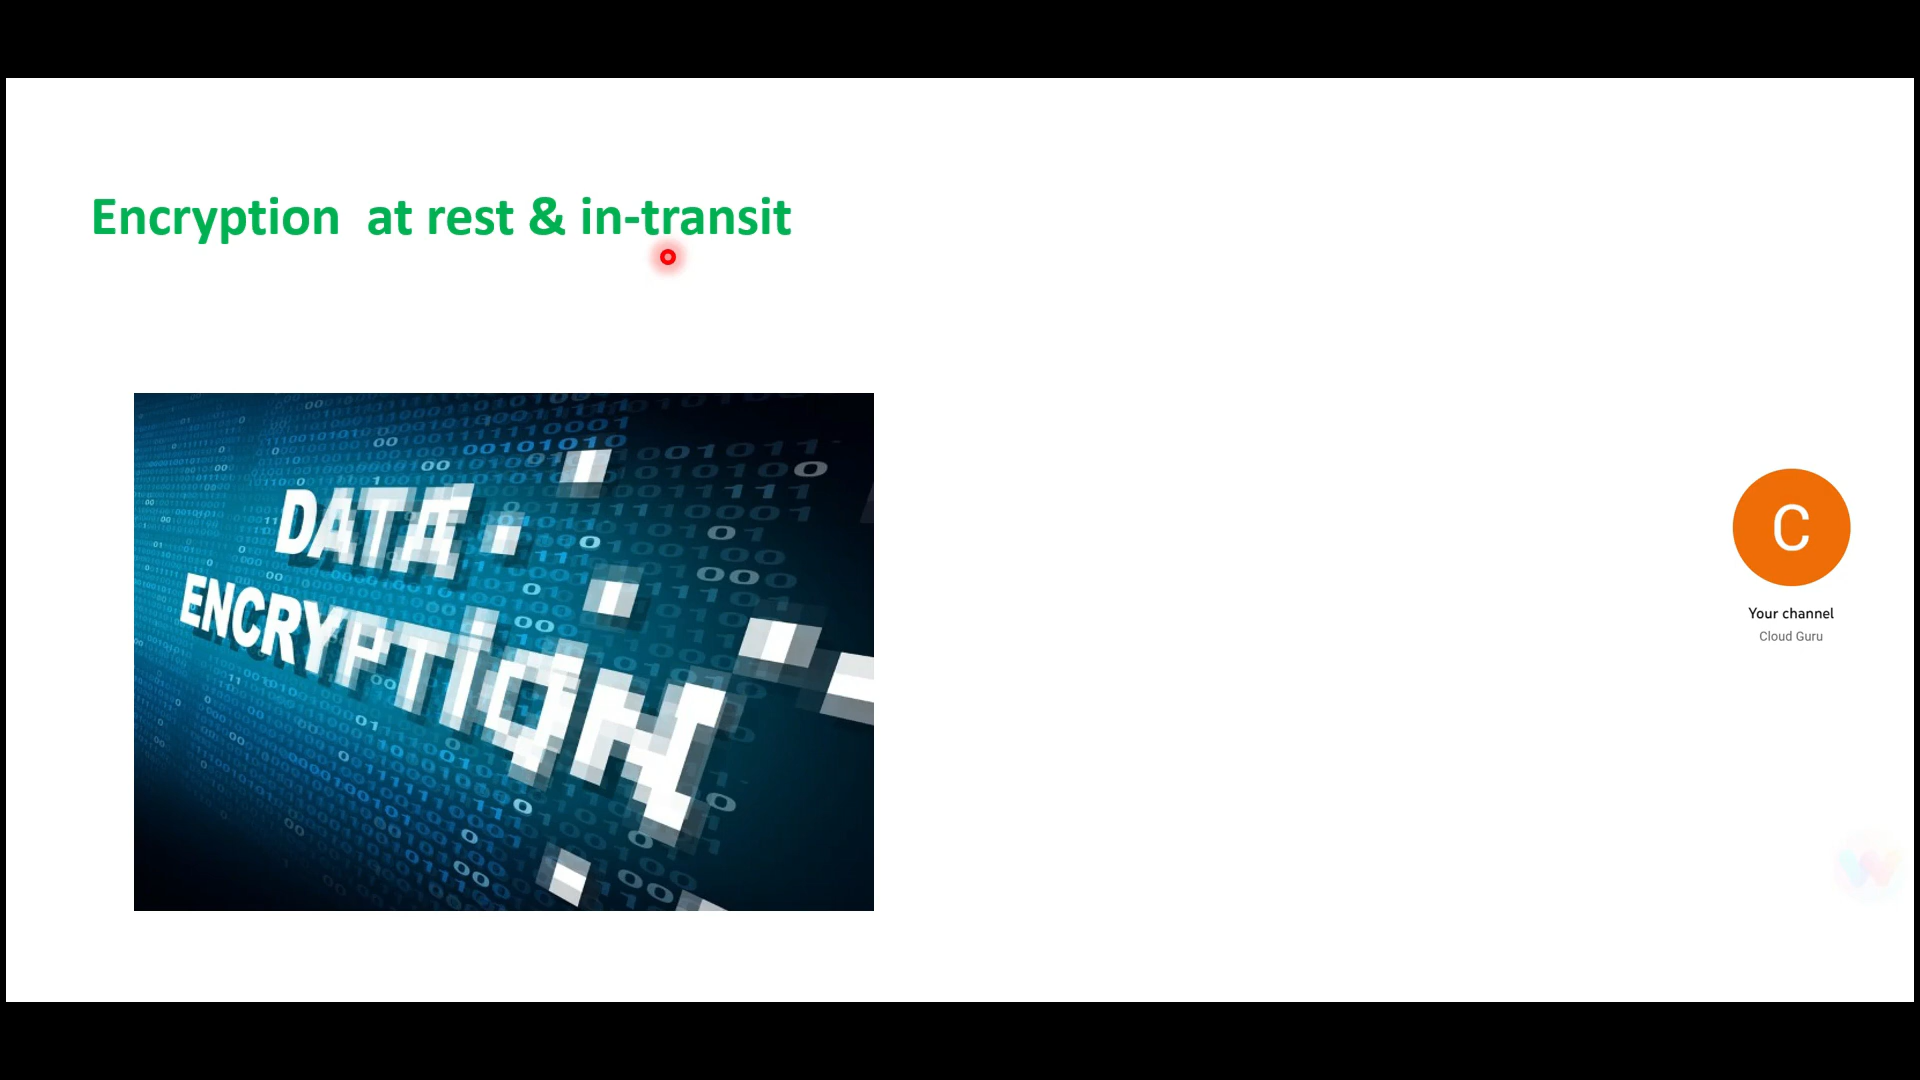 Encryption at rest & in-transit
DATA
ENCRYPTION
C
Your channel
Cloud Guru